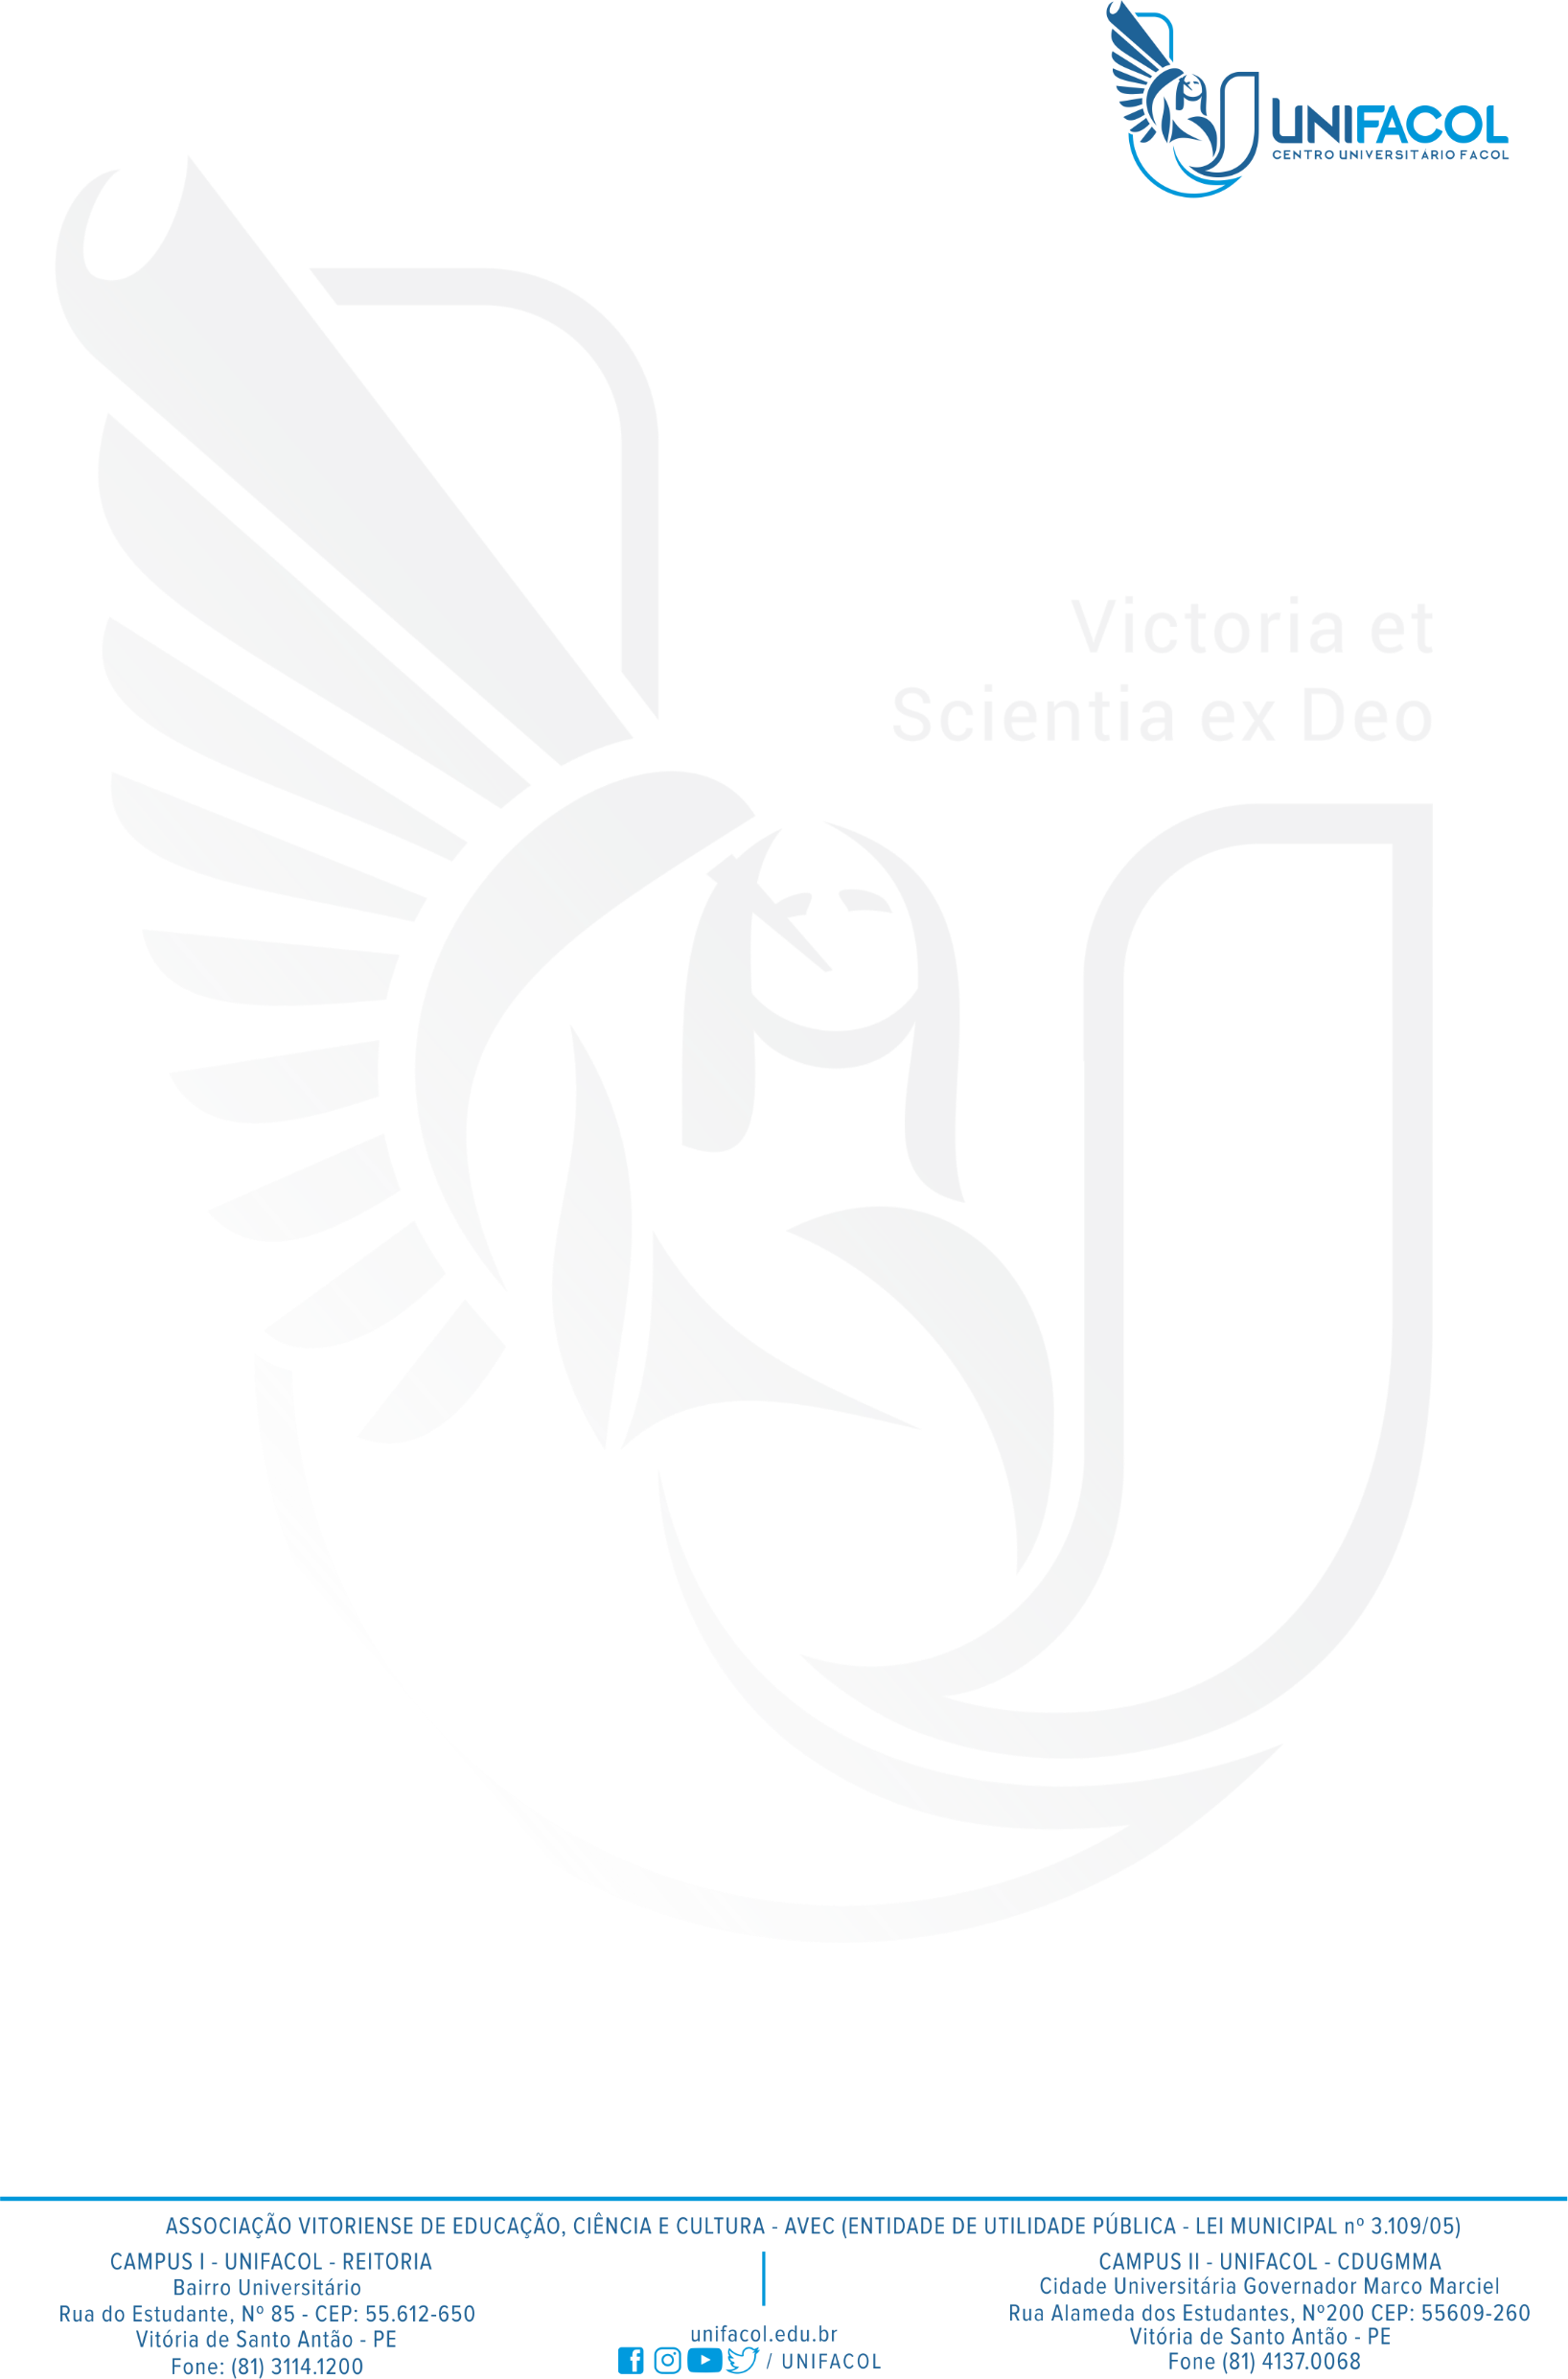 UNIFACOL
CENTRO UNIVERSITÁRIO FACOL
Victoria et
Scientia ex Deo
ASSOCIAÇÃO VITORIENSE DE EDUCAÇÃO, CIÊNCIA E CULTURA - AVEC (ENTIDADE DE UTILIDADE PÚBLICA - LEI MUNICIPAL nº 3.109/05)
CAMPUS I - UNIFACOL - REITORIA
Bairro Universitário
Rua do Estudante, Nº 85 - CEP: 55.612-650
Vitória de Santo Antão - PE
Fone: (81) 3114.1200
unifacol.edu.br
/ UNIFACOL
CAMPUS II - UNIFACOL - CDUGMMA
Cidade Universitária Governador Marco Marciel
Rua Alameda dos Estudantes, Nº200 CEP: 55609-260
Vitória de Santo Antão - PE
Fone (81) 4137.0068